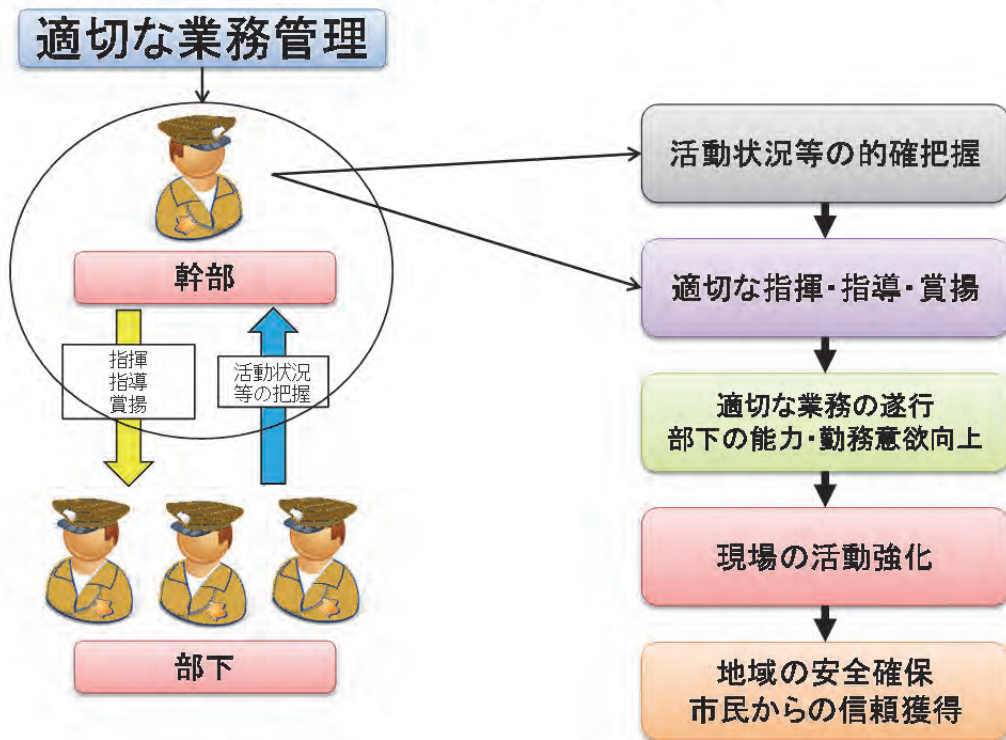 適切な業務管理
幹部
指揮
指導
賞揚
活動状況
等の把握
部下
活動状況等の的確把握
適切な指揮・指導・賞揚
適切な業務の遂行
部下の能力・勤務意欲向上
現場の活動強化
地域の安全確保
市民からの信頼獲得